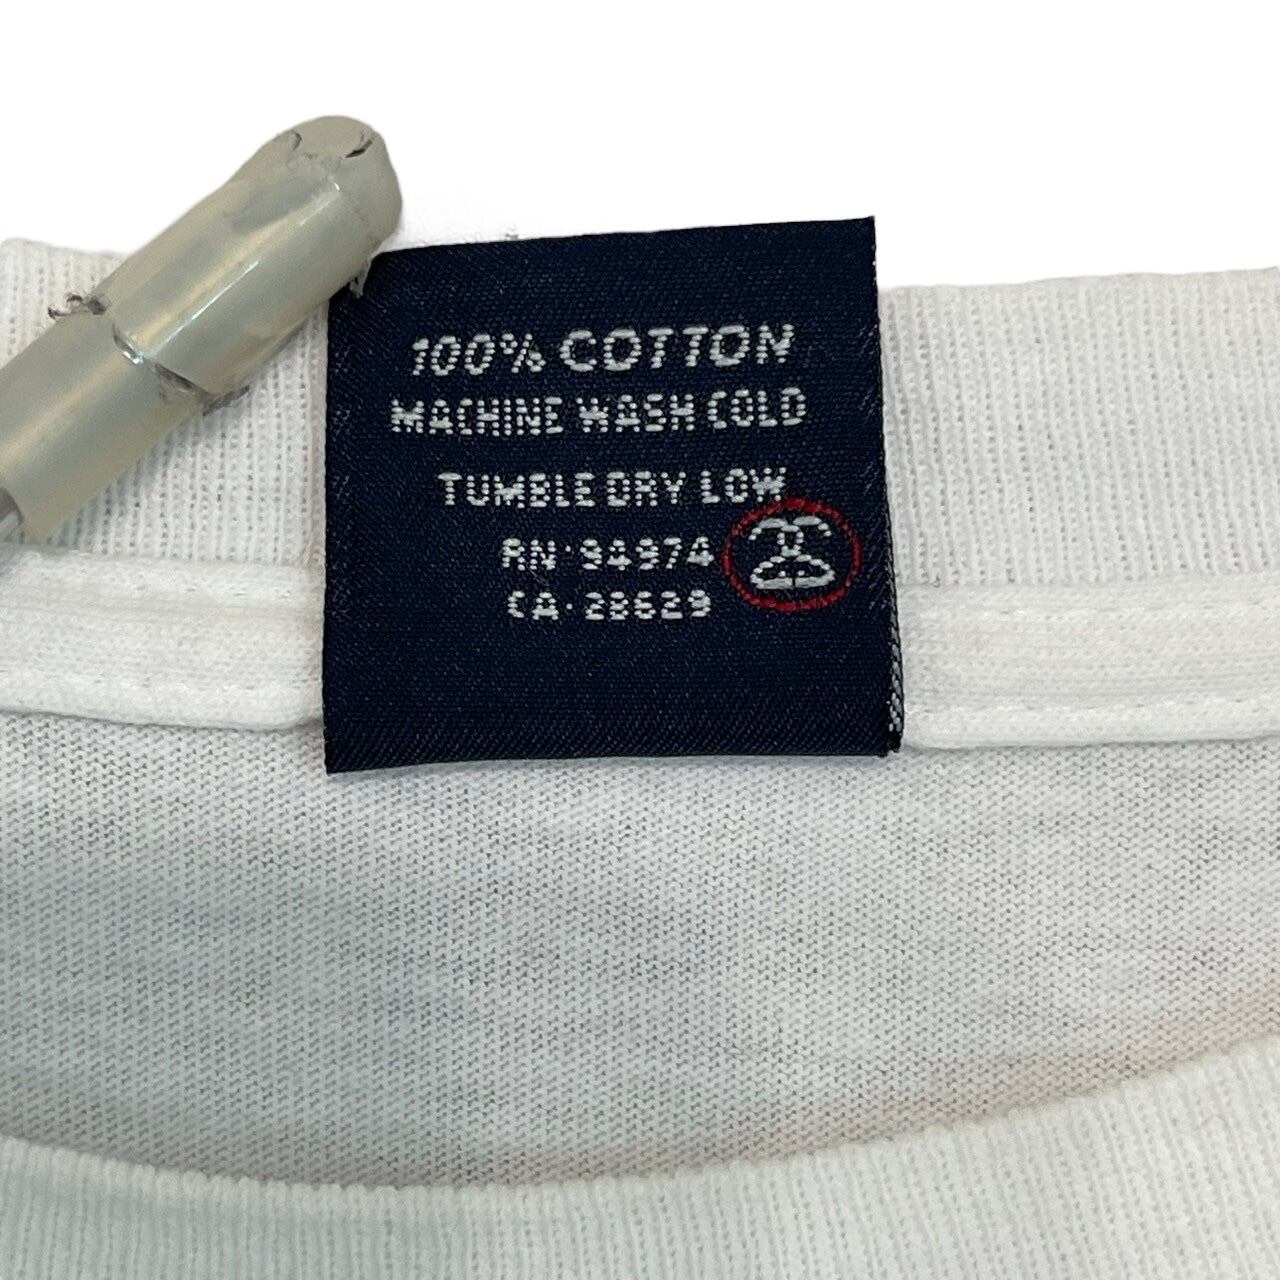 100% COTTON
MACHINE WASH COLD
TUMBLE DRY LOW
RN·94974
CA·28629